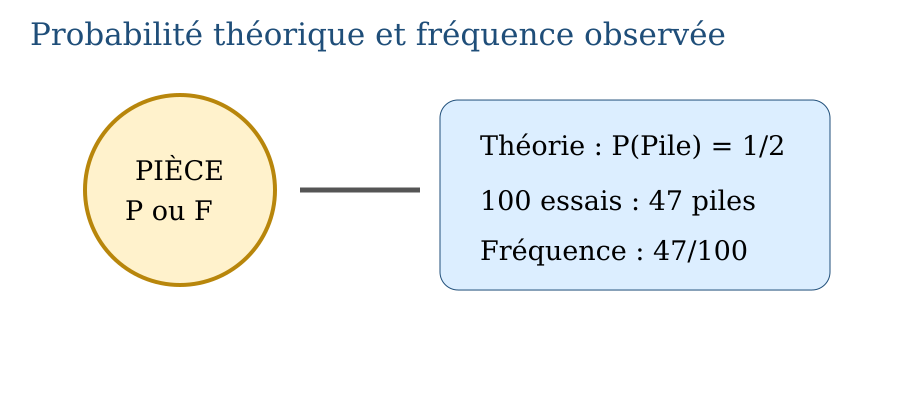 Probabilité théorique et fréquence observée
PIÈCE
P ou F
Théorie : P(Pile) = 1/2
100 essais : 47 piles
Fréquence : 47/100